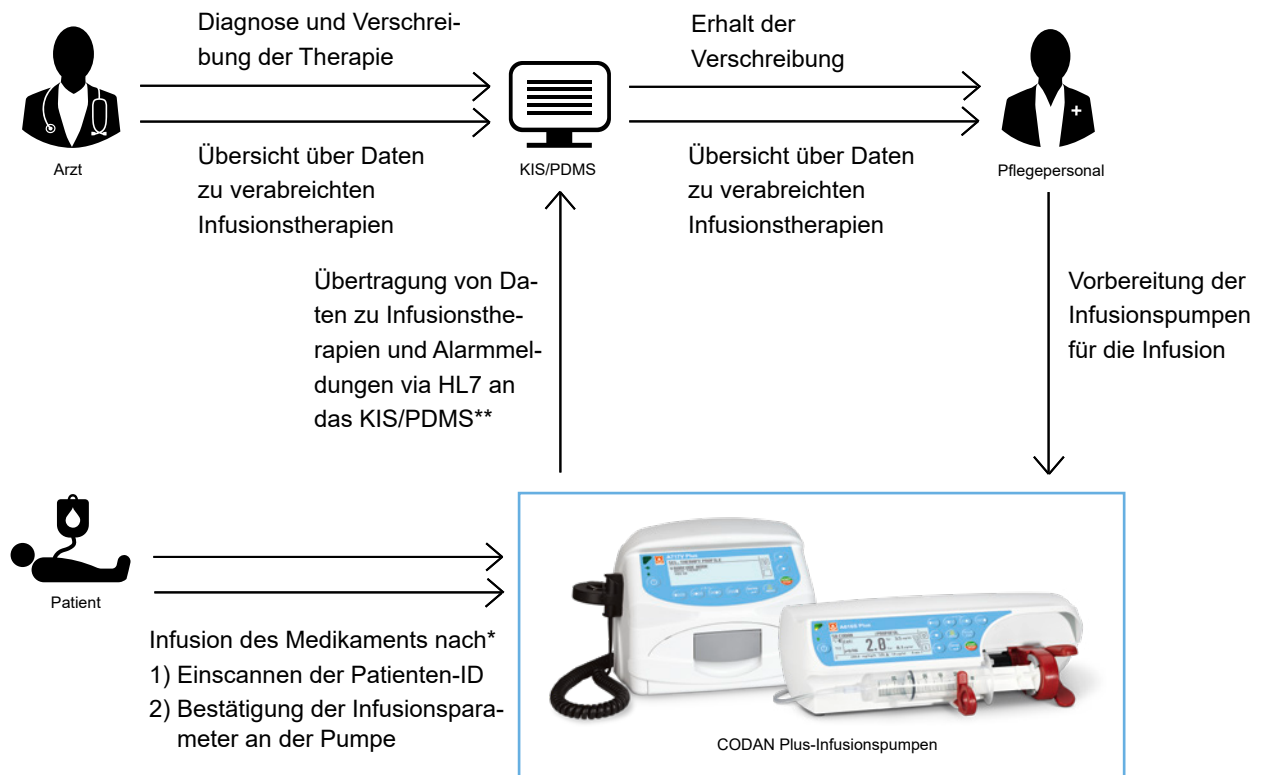 Diagnose und Verschrei-
bung der Therapie
Erhalt der
Verschreibung
Arzt
KIS/PDMS
Pflegepersonal
Übersicht über Daten
zu verabreichten
Infusionstherapien
Übersicht über Daten
zu verabreichten
Infusionstherapien
Übertragung von Da-
ten zu Infusionsthe-
rapien und Alarmmel-
dungen via HL7 an
das KIS/PDMS**
Vorbereitung der
Infusionspumpen
für die Infusion
Patient
Infusion des Medikaments nach*
1) Einscannen der Patienten-ID
2) Bestätigung der Infusionspara-
meter an der Pumpe
A717V Plus
2.0
CODAN Plus-Infusionspumpen